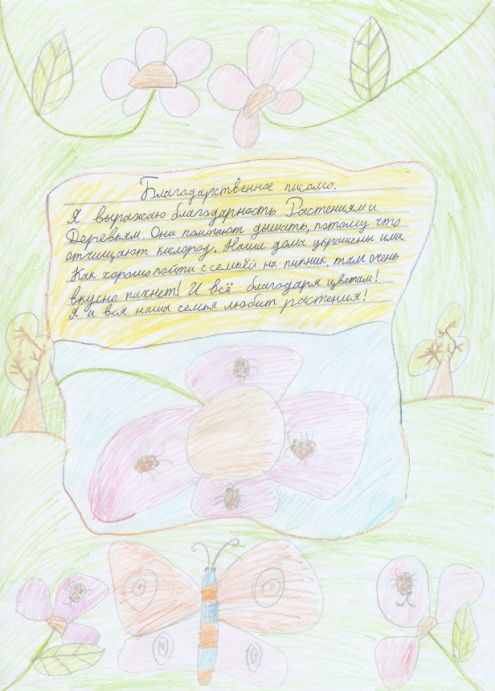 Благодарственное письмо.
Я выражаю благодарность Растениям и
Деревьям. Они помогают дышать, потому что
отчищают кислород. Наши дома украшены ими.
Как хорошо пойти с семьёй на пикник, там очень
вкусно пахнет! И всё благодаря цветам!
Я и вся наша семья любит растения!